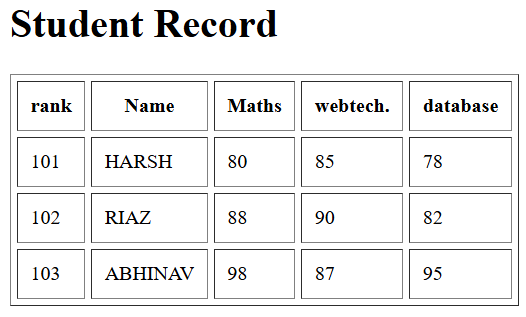 Student Record
rank Name Maths webtech. database
101 HARSH 80 85 78
102 RIAZ 88 90 82
103 ABHINAV 98 87 95